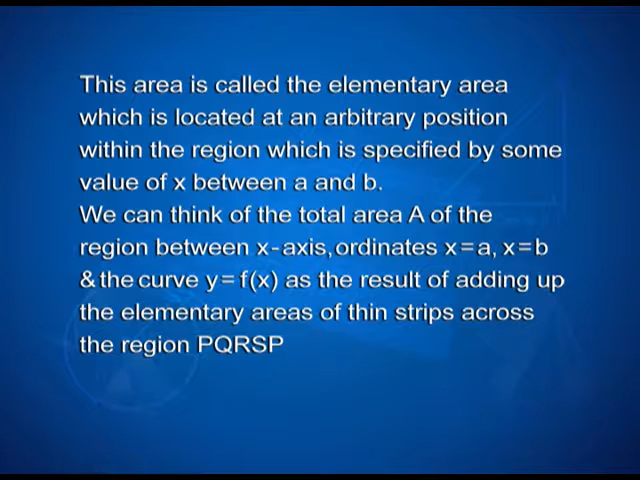 This area is called the elementary area
which is located at an arbitrary position
within the region which is specified by some
value of x between a and b.
We can think of the total area A of the
region between x-axis, ordinates x=a, x=b
& the curve y=f(x) as the result of adding up
the elementary areas of thin strips across
the region PQRSP